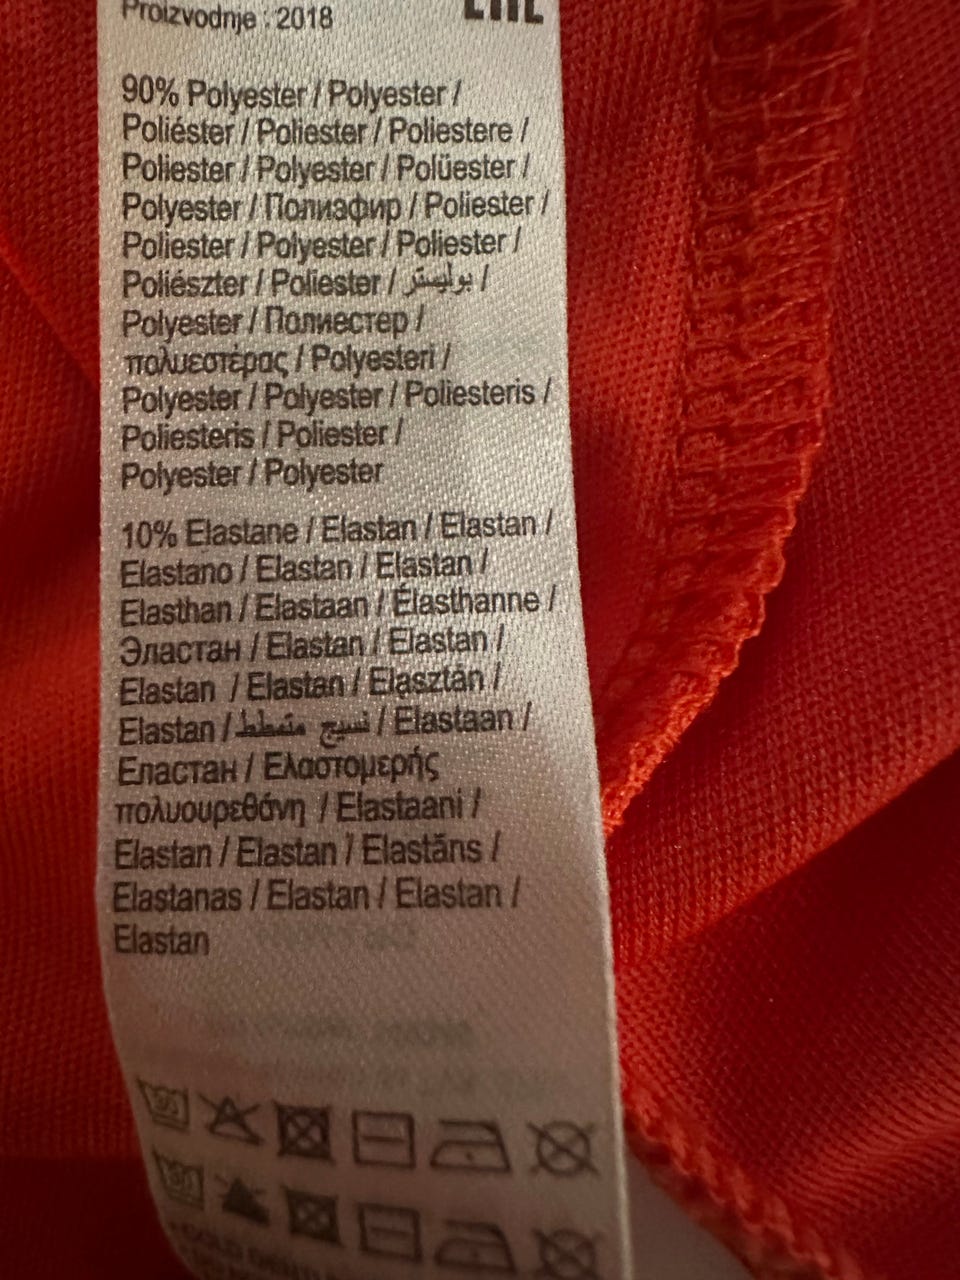 Proizvodnje : 2018
EAC
90% Polyester / Polyester /
Poliéster / Poliester / Poliestere /
Poliester / Polyester / Polüester /
Polyester / Полиэфир / Poliester /
Poliester / Polyester / Poliester /
Poliészter / Poliester / بوليستر /
Polyester / Полиестер /
πολυεστέρας / Polyesteri /
Polyester / Polyester / Poliesteris /
Poliesteris / Poliester /
Polyester / Polyester
10% Elastane / Elastan / Elastan /
Elastano / Elastan / Elastan /
Elasthan / Elastaan / Élasthanne /
Эластан / Elastan / Elastan /
Elastan / Elastan / Elasztán /
Elastan / نسيج متمطط / Elastaan /
Еластан / Ελαστομερής
πολυουρεθάνη / Elastaani /
Elastan / Elastan / Elastāns /
Elastanas / Elastan / Elastan /
Elastan